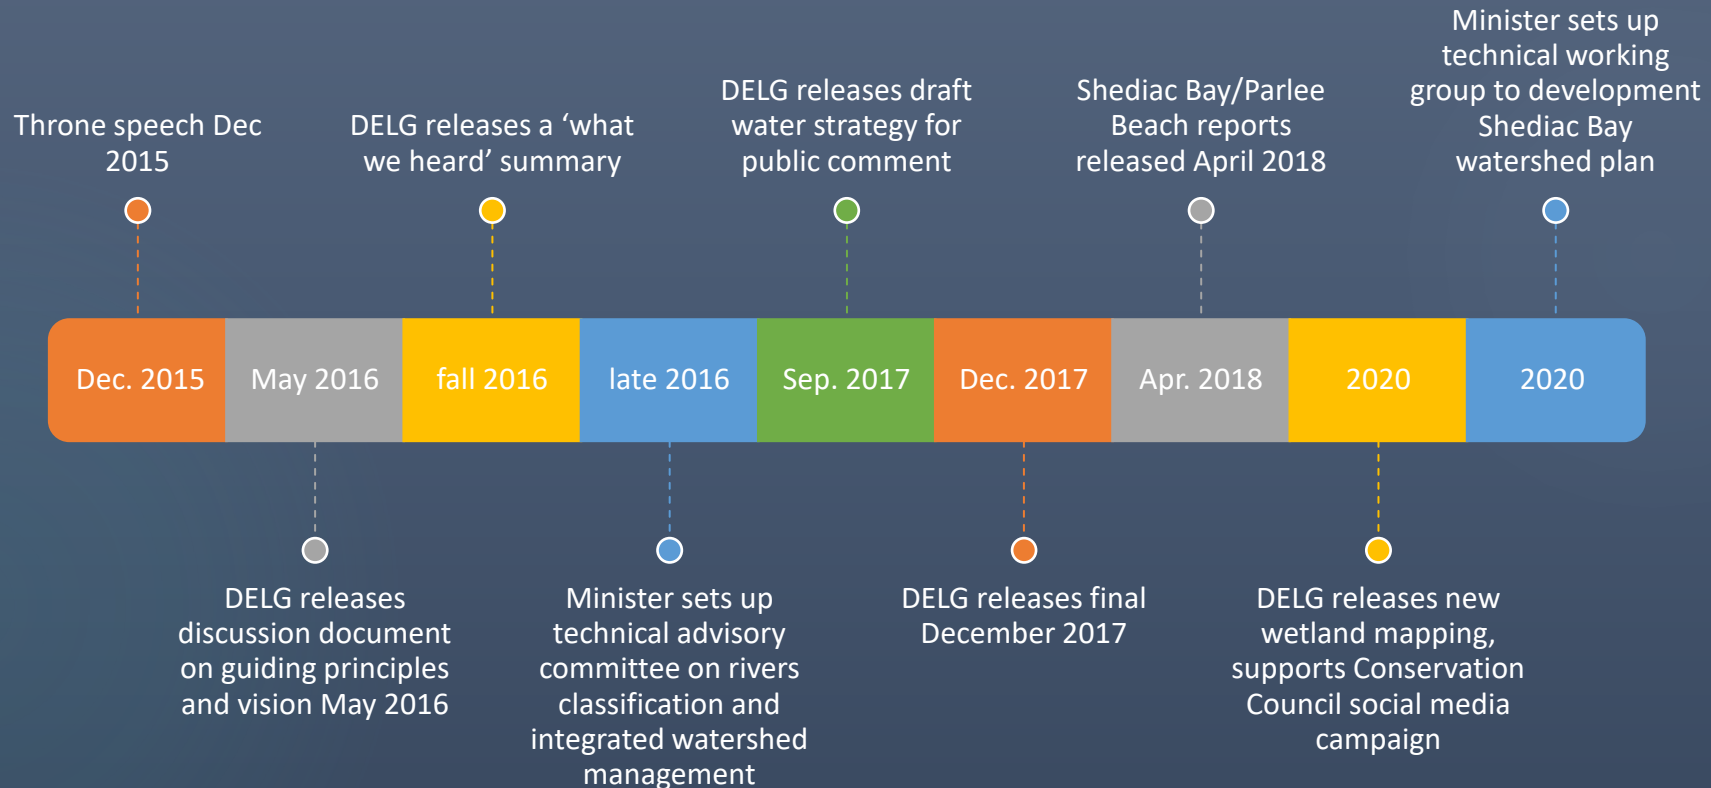 Throne speech Dec
2015
DELG releases a ‘what
we heard’ summary
DELG releases draft
water strategy for
public comment
Shediac Bay/Parlee
Beach reports
released April 2018
Minister sets up
technical working
group to development
Shediac Bay
watershed plan
Dec. 2015
May 2016
fall 2016
late 2016
Sep. 2017
Dec. 2017
Apr. 2018
2020
2020
DELG releases
discussion document
on guiding principles
and vision May 2016
Minister sets up
technical advisory
committee on rivers
classification and
integrated watershed
management
DELG releases final
December 2017
DELG releases new
wetland mapping,
supports Conservation
Council social media
campaign